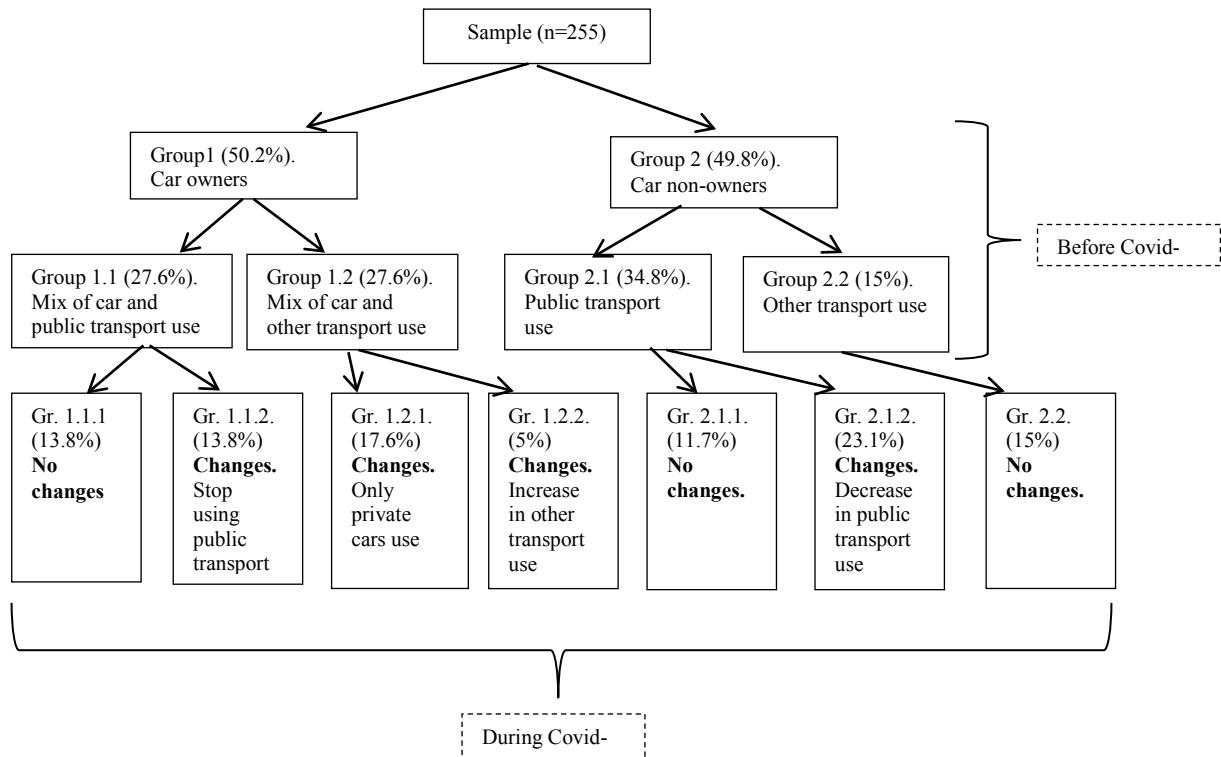 Sample (n=255)
Group1 (50.2%).
Car owners
Group 2 (49.8%).
Car non-owners
Before Covid-
Group 1.1 (27.6%).
Mix of car and
public transport use
Group 1.2 (27.6%).
Mix of car and
other transport use
Group 2.1 (34.8%).
Public transport
use
Group 2.2 (15%).
Other transport use
Gr. 1.1.1
(13.8%)
No
changes
Gr. 1.1.2.
(13.8%)
Changes.
Stop
using
public
transport
Gr. 1.2.1.
(17.6%)
Changes.
Only
private
cars use
Gr. 1.2.2.
(5%)
Changes.
Increase
in other
transport
use
Gr. 2.1.1.
(11.7%)
No
changes.
Gr. 2.1.2.
(23.1%)
Changes.
Decrease
in public
transport
use
Gr. 2.2.
(15%)
No
changes.
During Covid-